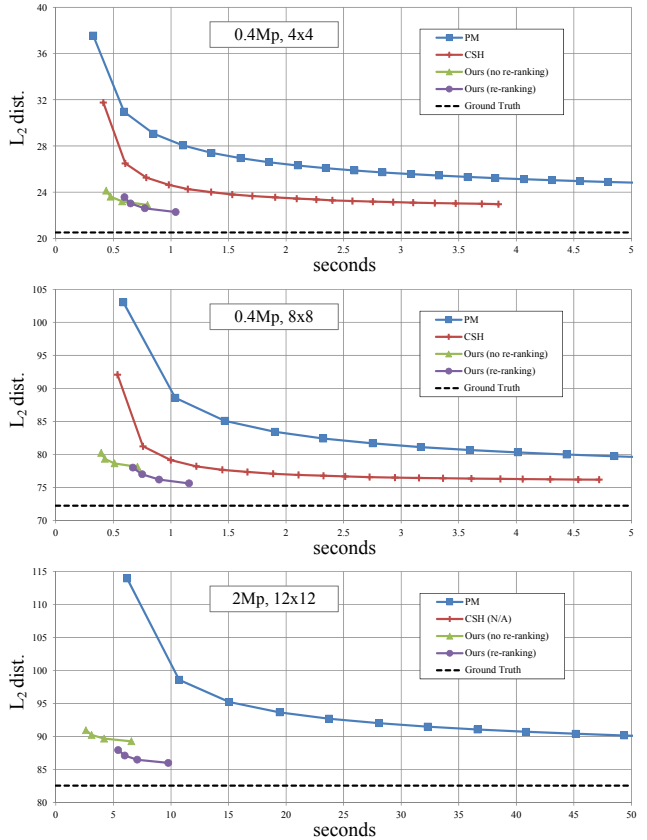 40
36
32
28
24
20
L2 dist.
0.4Mp, 4x4
PM
CSH
Ours (no re-ranking)
Ours (re-ranking)
Ground Truth
0 0.5 1 1.5 2 2.5 3 3.5 4 4.5 5
seconds
105
100
95
90
85
80
75
70
L2 dist.
0.4Mp, 8x8
PM
CSH
Ours (no re-ranking)
Ours (re-ranking)
Ground Truth
0 0.5 1 1.5 2 2.5 3 3.5 4 4.5 5
seconds
115
110
105
100
95
90
85
80
L2 dist.
2Mp, 12x12
PM
CSH (N/A)
Ours (no re-ranking)
Ours (re-ranking)
Ground Truth
0 5 10 15 20 25 30 35 40 45 50
seconds